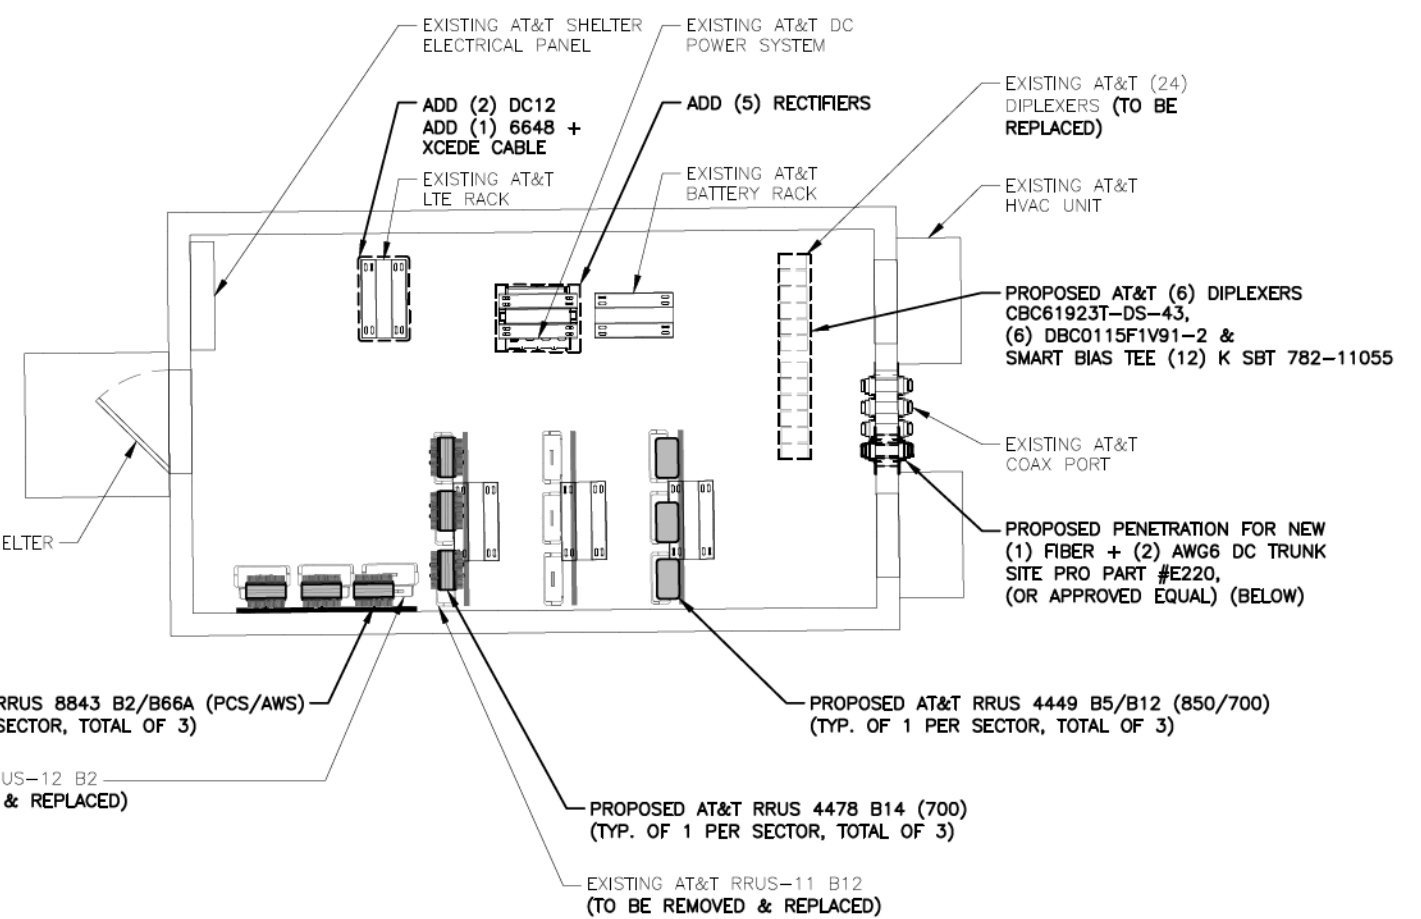 EXISTING AT&T SHELTER
ELECTRICAL PANEL
EXISTING AT&T DC
POWER SYSTEM
EXISTING AT&T (24)
DIPLEXERS (TO BE
REPLACED)
ADD (2) DC12
ADD (1) 6648 +
XCEDE CABLE
ADD (5) RECTIFIERS
EXISTING AT&T
LTE RACK
EXISTING AT&T
BATTERY RACK
EXISTING AT&T
HVAC UNIT
PROPOSED AT&T (6) DIPLEXERS
CBC61923T-DS-43,
(6) DBC0115F1V91-2 &
SMART BIAS TEE (12) K SBT 782-11055
EXISTING AT&T
COAX PORT
PROPOSED PENETRATION FOR NEW
(1) FIBER + (2) AWG6 DC TRUNK
SITE PRO PART #E220,
(OR APPROVED EQUAL) (BELOW)
ELTER
RRUS 8843 B2/B66A (PCS/AWS)
SECTOR, TOTAL OF 3)
PROPOSED AT&T RRUS 4449 B5/B12 (850/700)
(TYP. OF 1 PER SECTOR, TOTAL OF 3)
US-12 B2
& REPLACED)
PROPOSED AT&T RRUS 4478 B14 (700)
(TYP. OF 1 PER SECTOR, TOTAL OF 3)
EXISTING AT&T RRUS-11 B12
(TO BE REMOVED & REPLACED)